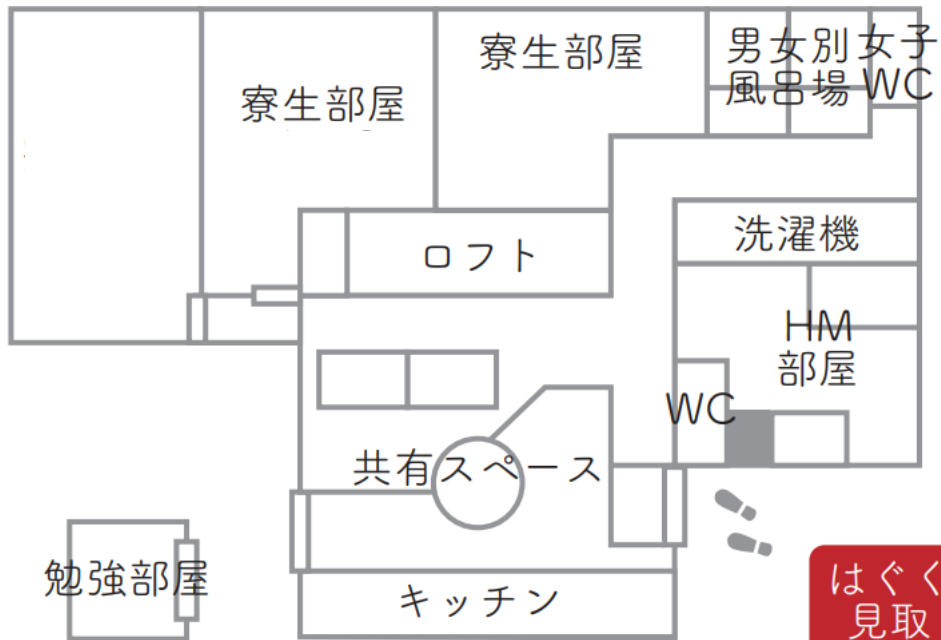 寮生部屋
寮生部屋
男女別
風呂場
女子
WC
ロフト
洗濯機
HM
部屋
WC
共有スペース
勉強部屋
キッチン
はぐく
見取